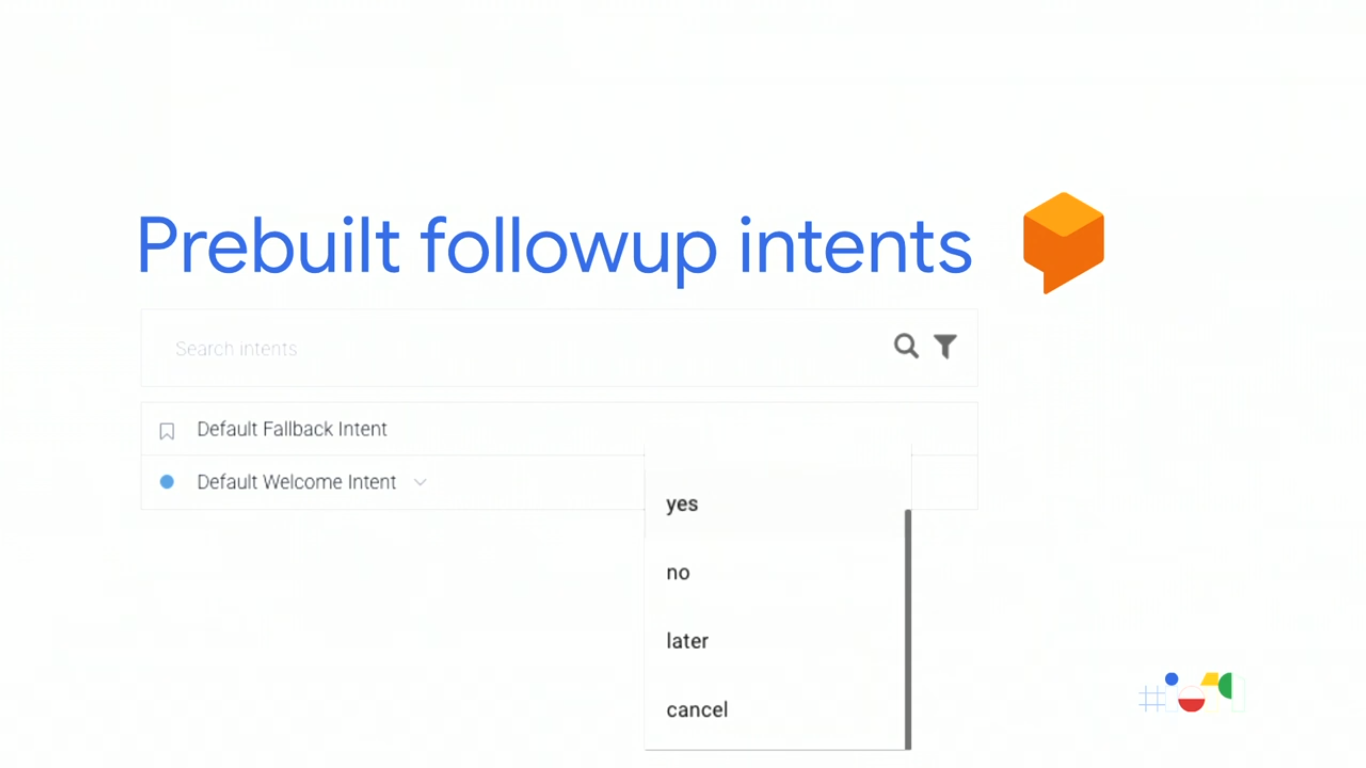 Prebuilt followup intents
Search intents
Default Fallback Intent
Default Welcome Intent
yes
no
later
cancel